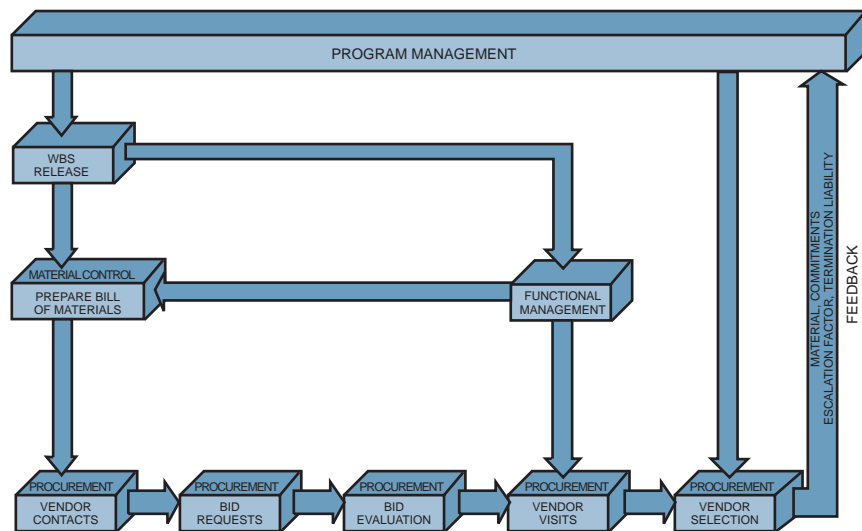 PROGRAM MANAGEMENT
WBS
RELEASE
MATERIAL CONTROL
PREPARE BILL
OF MATERIALS
FUNCTIONAL
MANAGEMENT
MATERIAL, COMMITMENTS
ESCALATION FACTOR, TERMINATION LIABILITY
FEEDBACK
PROCUREMENT
VENDOR
CONTACTS
PROCUREMENT
BID
REQUESTS
PROCUREMENT
BID
EVALUATION
PROCUREMENT
VENDOR
VISITS
PROCUREMENT
VENDOR
SELECTION